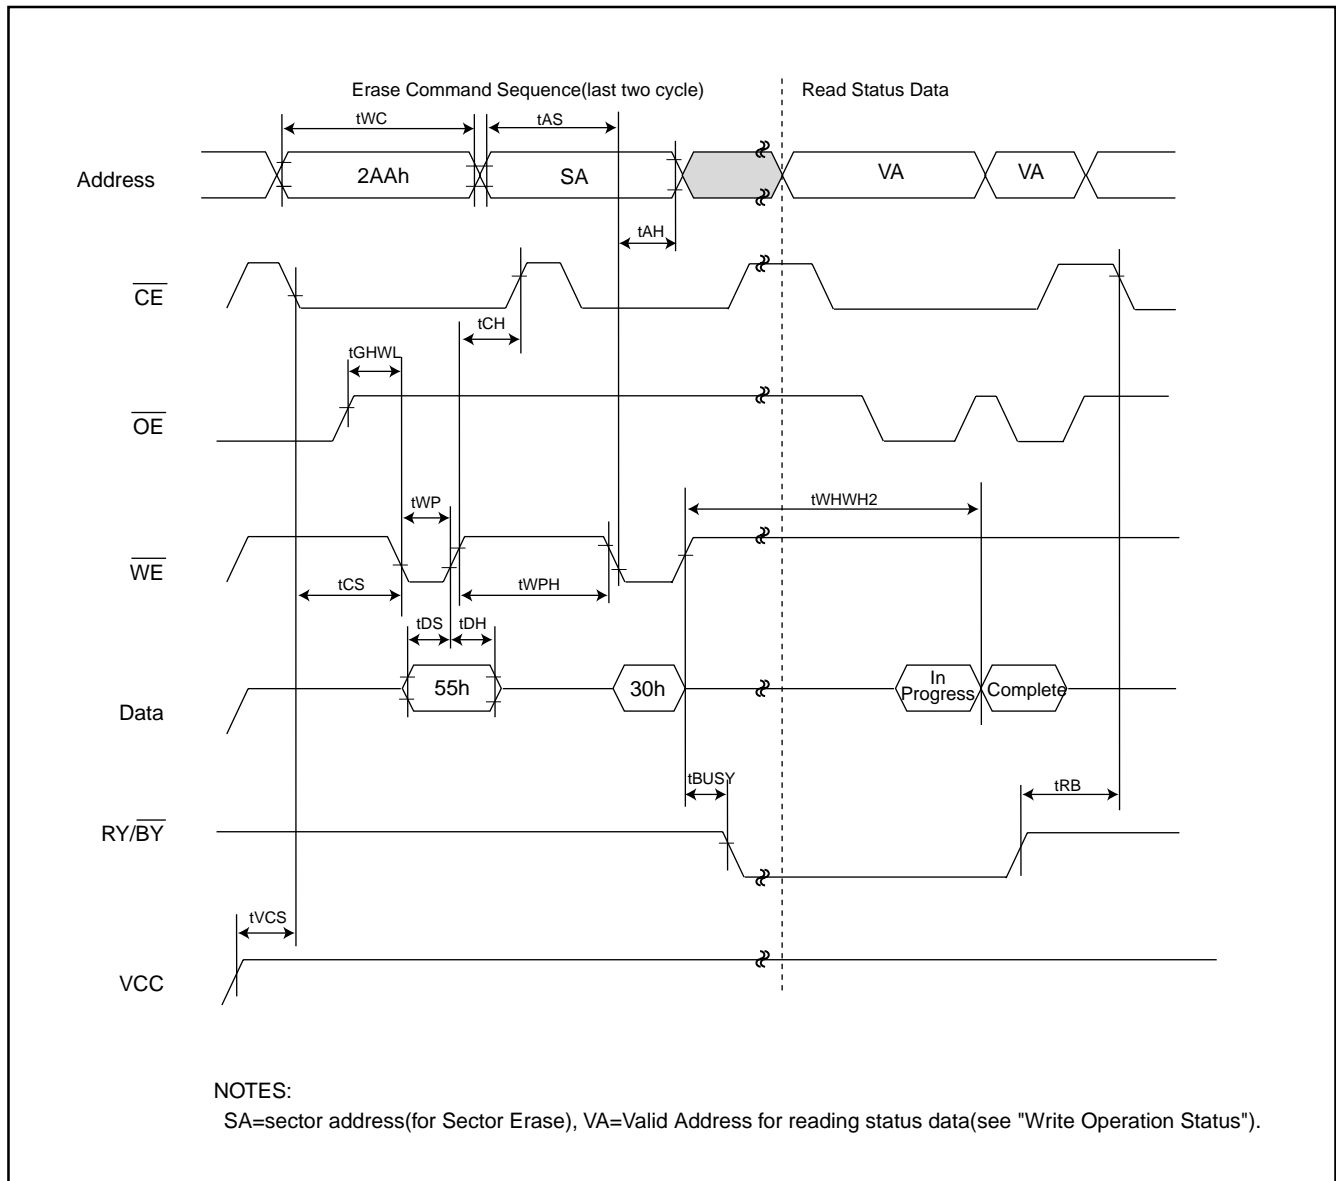 Erase Command Sequence(last two cycle)
Read Status Data
tWC
tAS
Address
2AAh
SA
VA
VA
tAH
CE
tCH
tGHWL
OE
tWP
tWHWH2
WE
tCS
tWPH
tDS
tDH
55h
30h
In
Progress
Complete
Data
tBUSY
tRB
RY/BY
tVCS
VCC
NOTES:
SA=sector address(for Sector Erase), VA=Valid Address for reading status data(see "Write Operation Status").